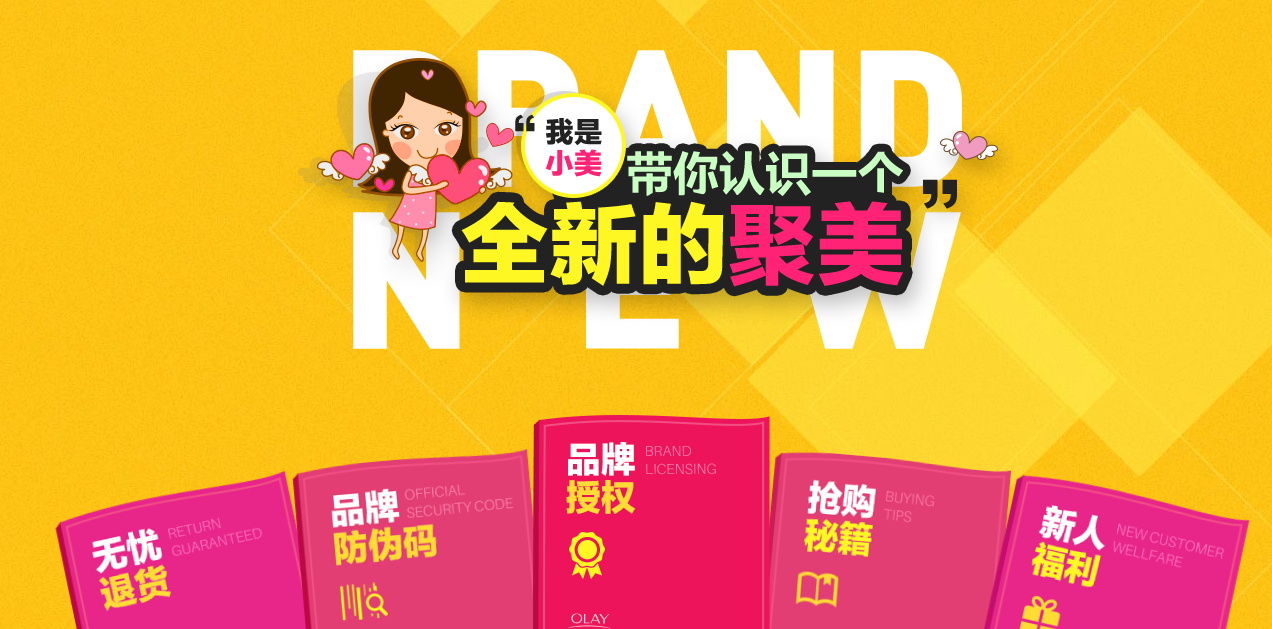 BRAND
NEW
“我是
小美
带你认识一个
全新的聚美”
无忧
退货
RETURN
GUARANTEED
品牌
防伪码
OFFICIAL
SECURITY CODE
品牌
授权
BRAND
LICENSING
OLAY
抢购
秘籍
BUYING
TIPS
新人
福利
NEW CUSTOMER
WELLFARE